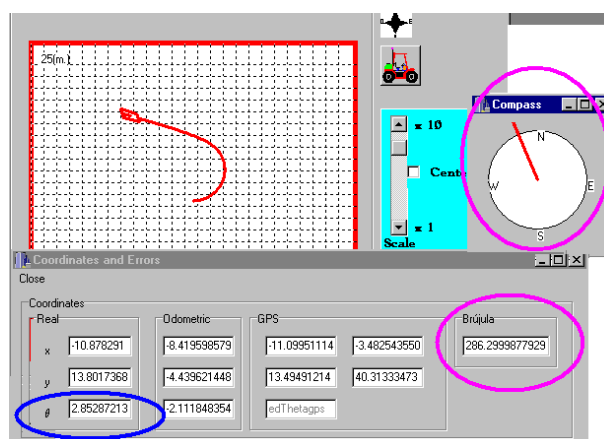 25(m.)
x 10
Cente
x 1
Scale
Compass
N
W
E
S
Coordinates and Errors
Close
Coordinates
Real
Odometric
GPS
Brújula
x
-10.878291
-8.419598579
-11.09951114
-3.482543550
286.2999877929
y
13.8017368
-4.439621448
13.49491214
40.31333473
θ
2.85287213
-2.111848354
edThetagps